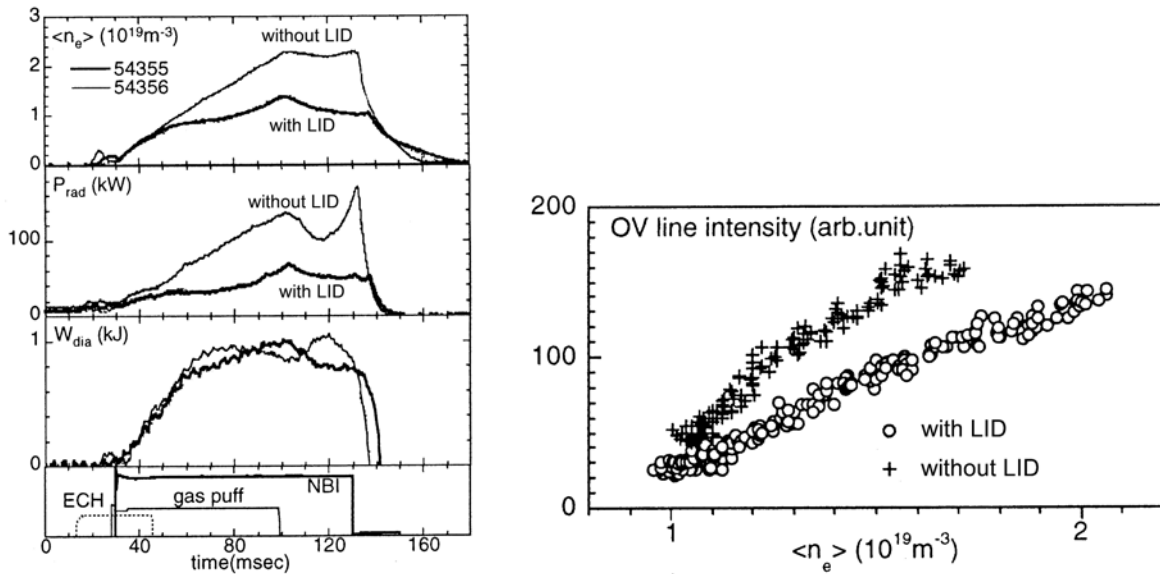 <n_e> (10^19 m^-3)
3
54355
54356
without LID
with LID
2
1
0
P_rad (kW)
without LID
100
with LID
0
W_dia (kJ)
1
0
ECH
gas puff
NBI
0 40 80 120 160
time(msec)
200
OV line intensity (arb.unit)
100
with LID
without LID
0
1 2
<n_e> (10^19 m^-3)